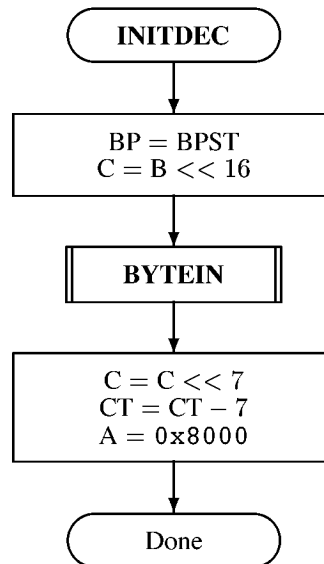 INITDEC
BP = BPST
C = B << 16
BYTEIN
C = C << 7
CT = CT − 7
A = 0x8000
Done